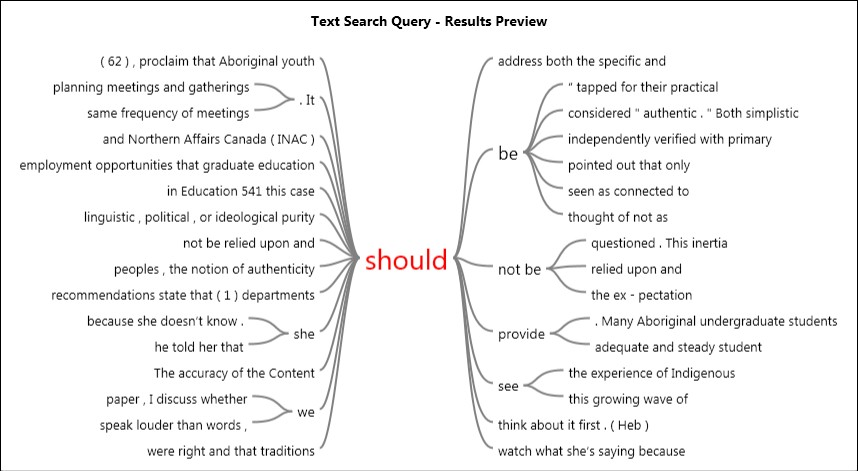 Text Search Query - Results Preview
( 62 ) , proclaim that Aboriginal youth
planning meetings and gatherings
same frequency of meetings
. It
and Northern Affairs Canada ( INAC )
employment opportunities that graduate education
in Education 541 this case
linguistic , political , or ideological purity
not be relied upon and
peoples , the notion of authenticity
recommendations state that ( 1 ) departments
because she doesn't know .
he told her that
she
The accuracy of the Content
paper , I discuss whether
speak louder than words ,
we
were right and that traditions
should
address both the specific and
be
" tapped for their practical
considered " authentic . " Both simplistic
independently verified with primary
pointed out that only
seen as connected to
thought of not as
not be
questioned . This inertia
relied upon and
the ex - pectation
provide
. Many Aboriginal undergraduate students
adequate and steady student
see
the experience of Indigenous
this growing wave of
think about it first . ( Heb )
watch what she's saying because